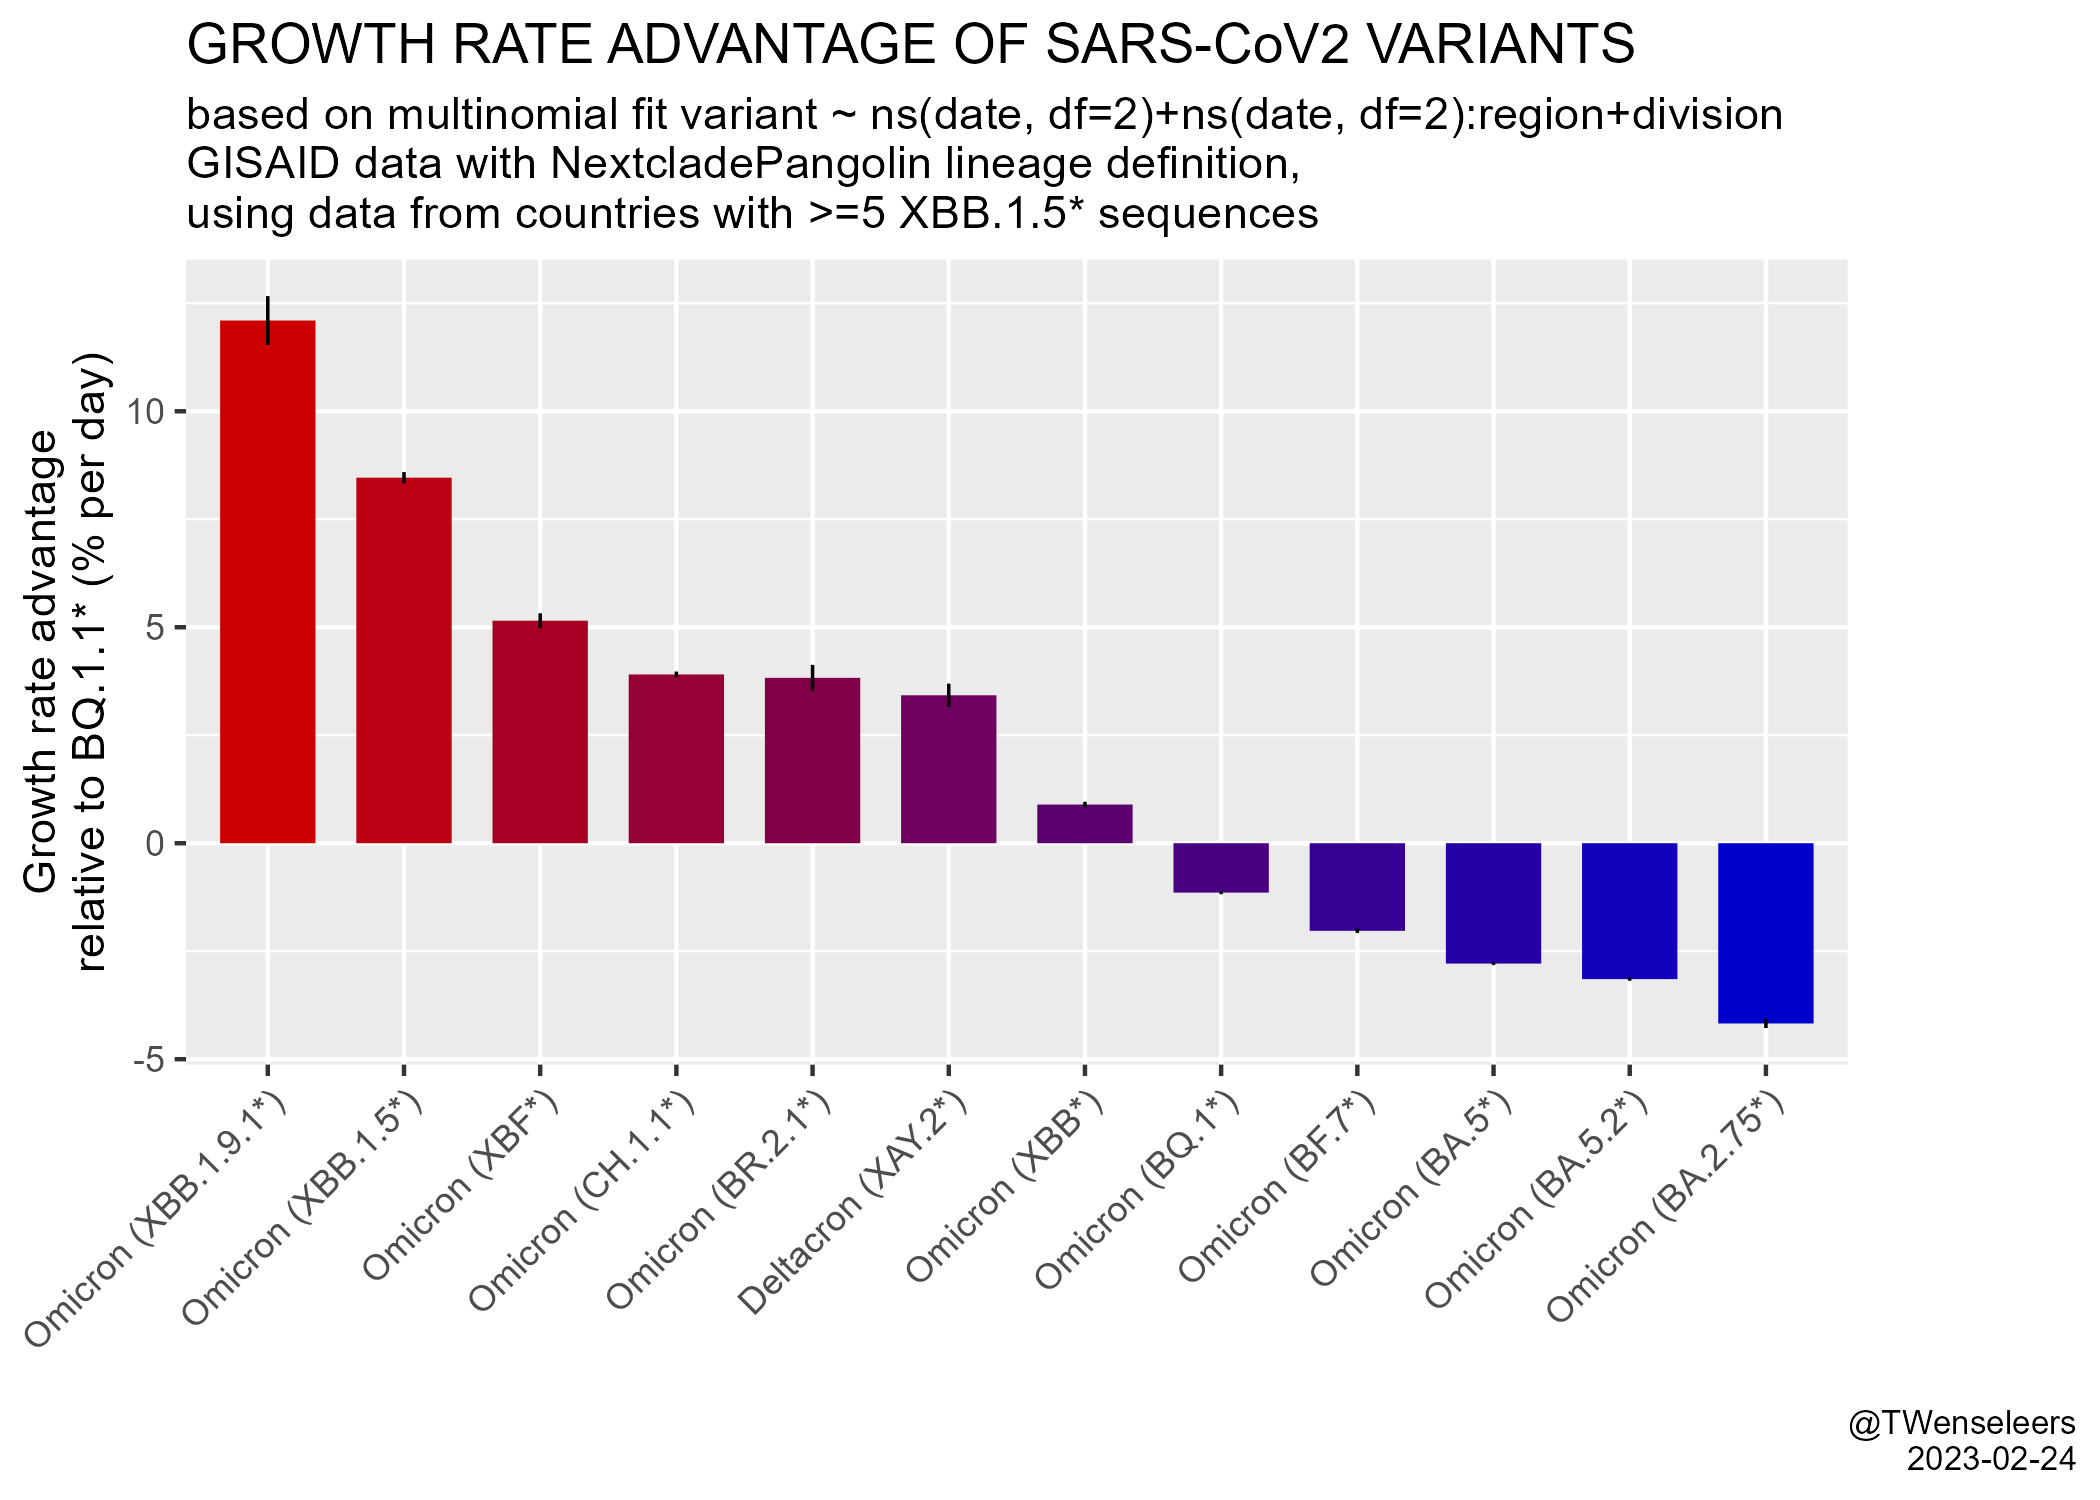 GROWTH RATE ADVANTAGE OF SARS-CoV2 VARIANTS
based on multinomial fit variant ~ ns(date, df=2)+ns(date, df=2):region+division
GISAID data with NextcladePangolin lineage definition,
using data from countries with >=5 XBB.1.5* sequences
Growth rate advantage
relative to BQ.1.1* (% per day)
10
5
0
-5
Omicron (XBB.1.9.1*)
Omicron (XBB.1.5*)
Omicron (XBF*)
Omicron (CH.1.1*)
Omicron (BR.2.1*)
Deltacron (XAY.2*)
Omicron (XBB*)
Omicron (BQ.1*)
Omicron (BF.7*)
Omicron (BA.5*)
Omicron (BA.5.2*)
Omicron (BA.2.75*)
@TWenseleers
2023-02-24